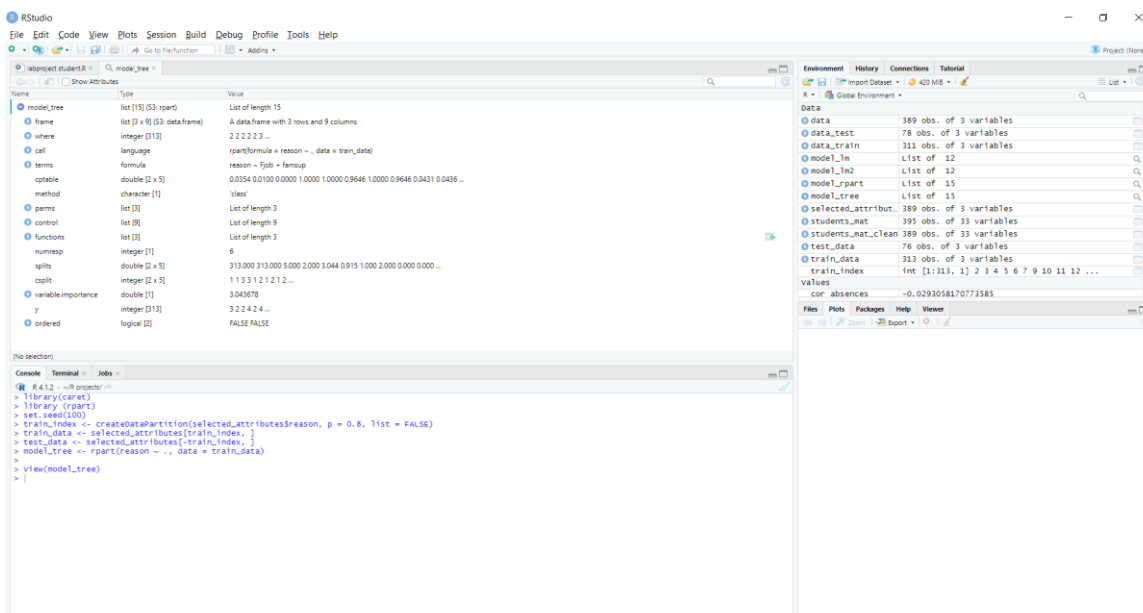 RStudio
File Edit Code View Plots Session Build Debug Profile Tools Help
Go to file/function Addins Project: (None
labproject student.R model_tree
Show Attributes
Name Type Value
model_tree list [15] (S3: rpart) List of length 15
frame list [3 x 9] (S3: data.frame) A data.frame with 3 rows and 9 columns
where integer [313] 2 2 2 2 2 3 ...
call language rpart(formula = reason ~ ., data = train_data)
terms formula reason ~ Fjob + famsup
cptable double [2 x 5] 0.0354 0.0100 0.0000 1.0000 1.0000 0.9646 1.0000 0.9646 0.0431 0.0436 ...
method character [1] 'class'
parms list [3] List of length 3
control list [9] List of length 9
functions list [3] List of length 3
numresp integer [1] 6
splits double [2 x 5] 313.000 313.000 5.000 2.000 3.044 0.915 1.000 2.000 0.000 0.000 ...
csplit integer [2 x 5] 1 1 3 3 1 2 1 2 1 2 ...
variable.importance double [1] 3.043678
y integer [313] 3 2 2 4 2 4 ...
ordered logical [2] FALSE FALSE
(No selection)
Console Terminal Jobs
R 4.1.2 · ~/R projects/
> library(caret)
> library (rpart)
> set.seed(100)
> train_index <- createDataPartition(selected_attributes$reason, p = 0.8, list = FALSE)
> train_data <- selected_attributes[train_index, ]
> test_data <- selected_attributes[-train_index, ]
> model_tree <- rpart(reason ~ ., data = train_data)
>
> View(model_tree)
>
Environment History Connections Tutorial
Import Dataset 420 MiB List
R Global Environment
Data
data 389 obs. of 3 variables
data_test 78 obs. of 3 variables
data_train 311 obs. of 3 variables
model_lm List of 12
model_lm2 List of 12
model_rpart List of 15
model_tree List of 15
selected_attribut… 389 obs. of 3 variables
students_mat 395 obs. of 33 variables
students_mat_clean 389 obs. of 33 variables
test_data 76 obs. of 3 variables
train_data 313 obs. of 3 variables
train_index int [1:313, 1] 2 3 4 5 6 7 9 10 11 12 ...
Values
cor_absences -0.0293058170773585
Files Plots Packages Help Viewer
Zoom Export